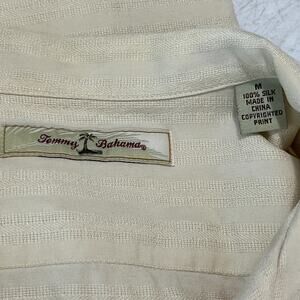 Tommy Bahama®
M
100% SILK
MADE IN
CHINA
COPYRIGHTED
PRINT